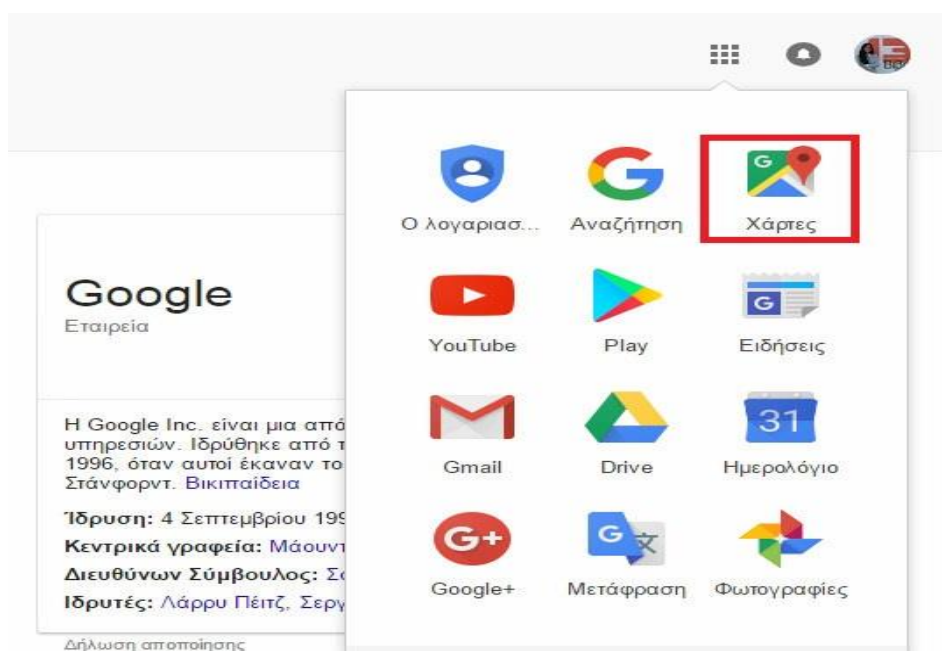 Ο λογαριασ... Αναζήτηση Χάρτες
YouTube Play Ειδήσεις
31
Gmail Drive Ημερολόγιο
G+
Google+ Μετάφραση Φωτογραφίες
Google
Εταιρεία
Η Google Inc. είναι μια από
υπηρεσιών. Ιδρύθηκε από
1996, όταν αυτοί έκαναν το
Στάνφορντ. Βικιπαίδεια
Ίδρυση: 4 Σεπτεμβρίου 199
Κεντρικά γραφεία: Μάουντ
Διευθύνων Σύμβουλος:
Ιδρυτές: Λάρρυ Πέιτζ, Σεργ
Δήλωση αποποίησης